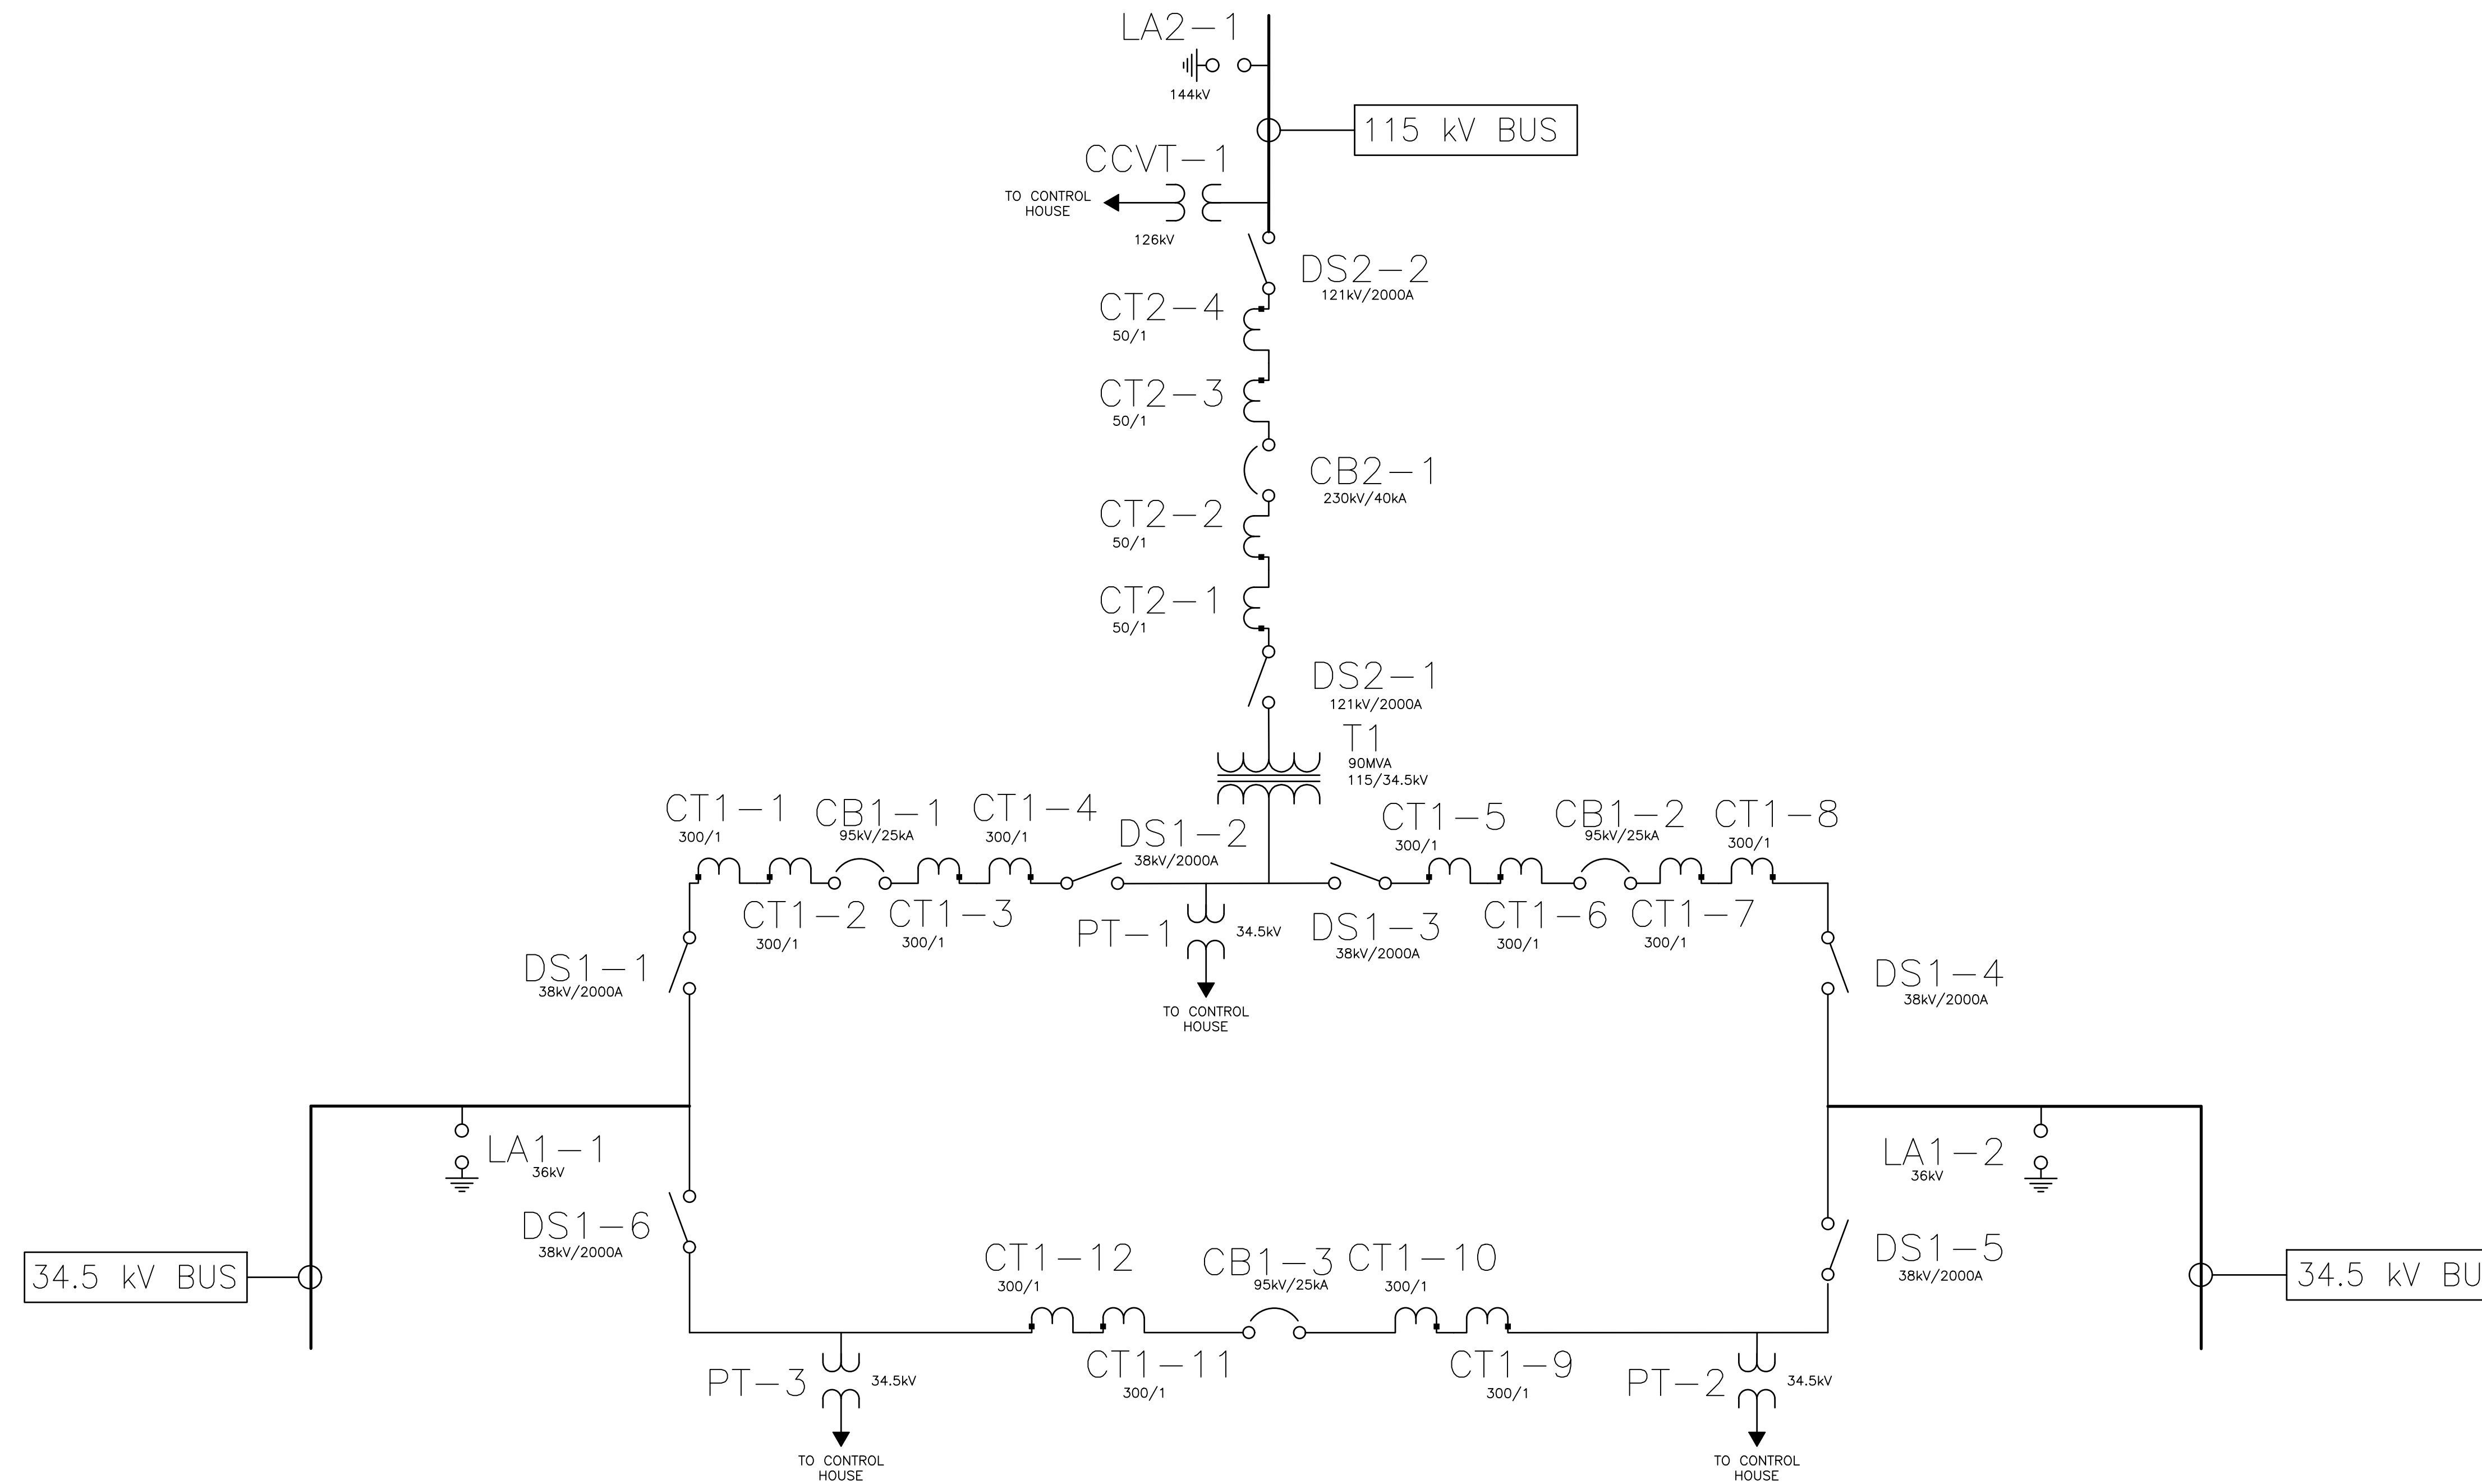 LA2-1
144kV
115 kV BUS
CCVT-1
TO CONTROL
HOUSE
126kV
DS2-2
121kV/2000A
CT2-4
50/1
CT2-3
50/1
CB2-1
230kV/40kA
CT2-2
50/1
CT2-1
50/1
DS2-1
121kV/2000A
T1
90MVA
115/34.5kV
CT1-1
300/1
CB1-1
95kV/25kA
CT1-4
300/1
DS1-2
38kV/2000A
CT1-5
300/1
CB1-2
95kV/25kA
CT1-8
300/1
CT1-2
300/1
CT1-3
300/1
PT-1
34.5kV
TO CONTROL
HOUSE
DS1-3
38kV/2000A
CT1-6
300/1
CT1-7
300/1
DS1-1
38kV/2000A
DS1-4
38kV/2000A
LA1-1
36kV
LA1-2
36kV
DS1-6
38kV/2000A
DS1-5
38kV/2000A
34.5 kV BUS
34.5 kV BU
CT1-12
300/1
CB1-3
95kV/25kA
CT1-10
300/1
CT1-11
300/1
CT1-9
300/1
PT-3
34.5kV
TO CONTROL
HOUSE
PT-2
34.5kV
TO CONTROL
HOUSE